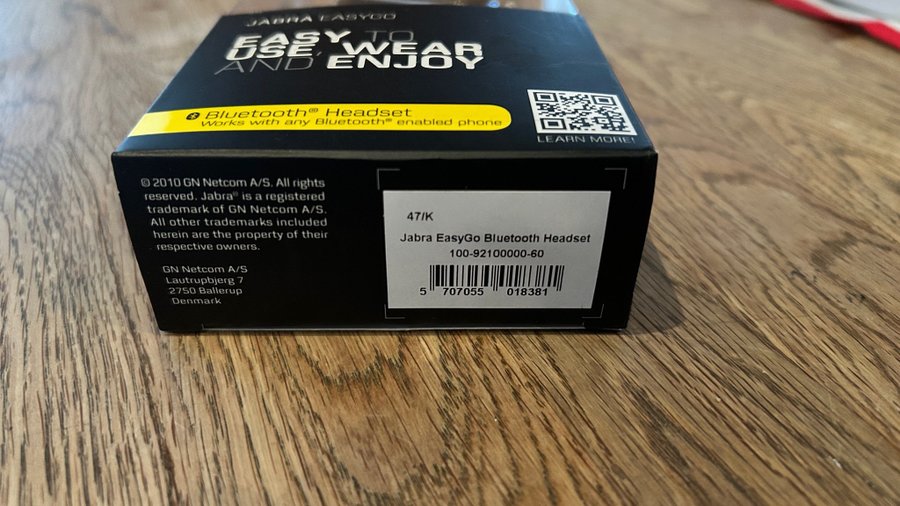 JABRA EASYGO
EASY TO
USE, WEAR
AND ENJOY
Bluetooth® Headset
Works with any Bluetooth® enabled phone
LEARN MORE!
© 2010 GN Netcom A/S. All rights
reserved. Jabra® is a registered
trademark of GN Netcom A/S.
All other trademarks included
herein are the property of their
respective owners.
GN Netcom A/S
Lautrupbjerg 7
2750 Ballerup
Denmark
47/K
Jabra EasyGo Bluetooth Headset
100-92100000-60
5 707055 018381